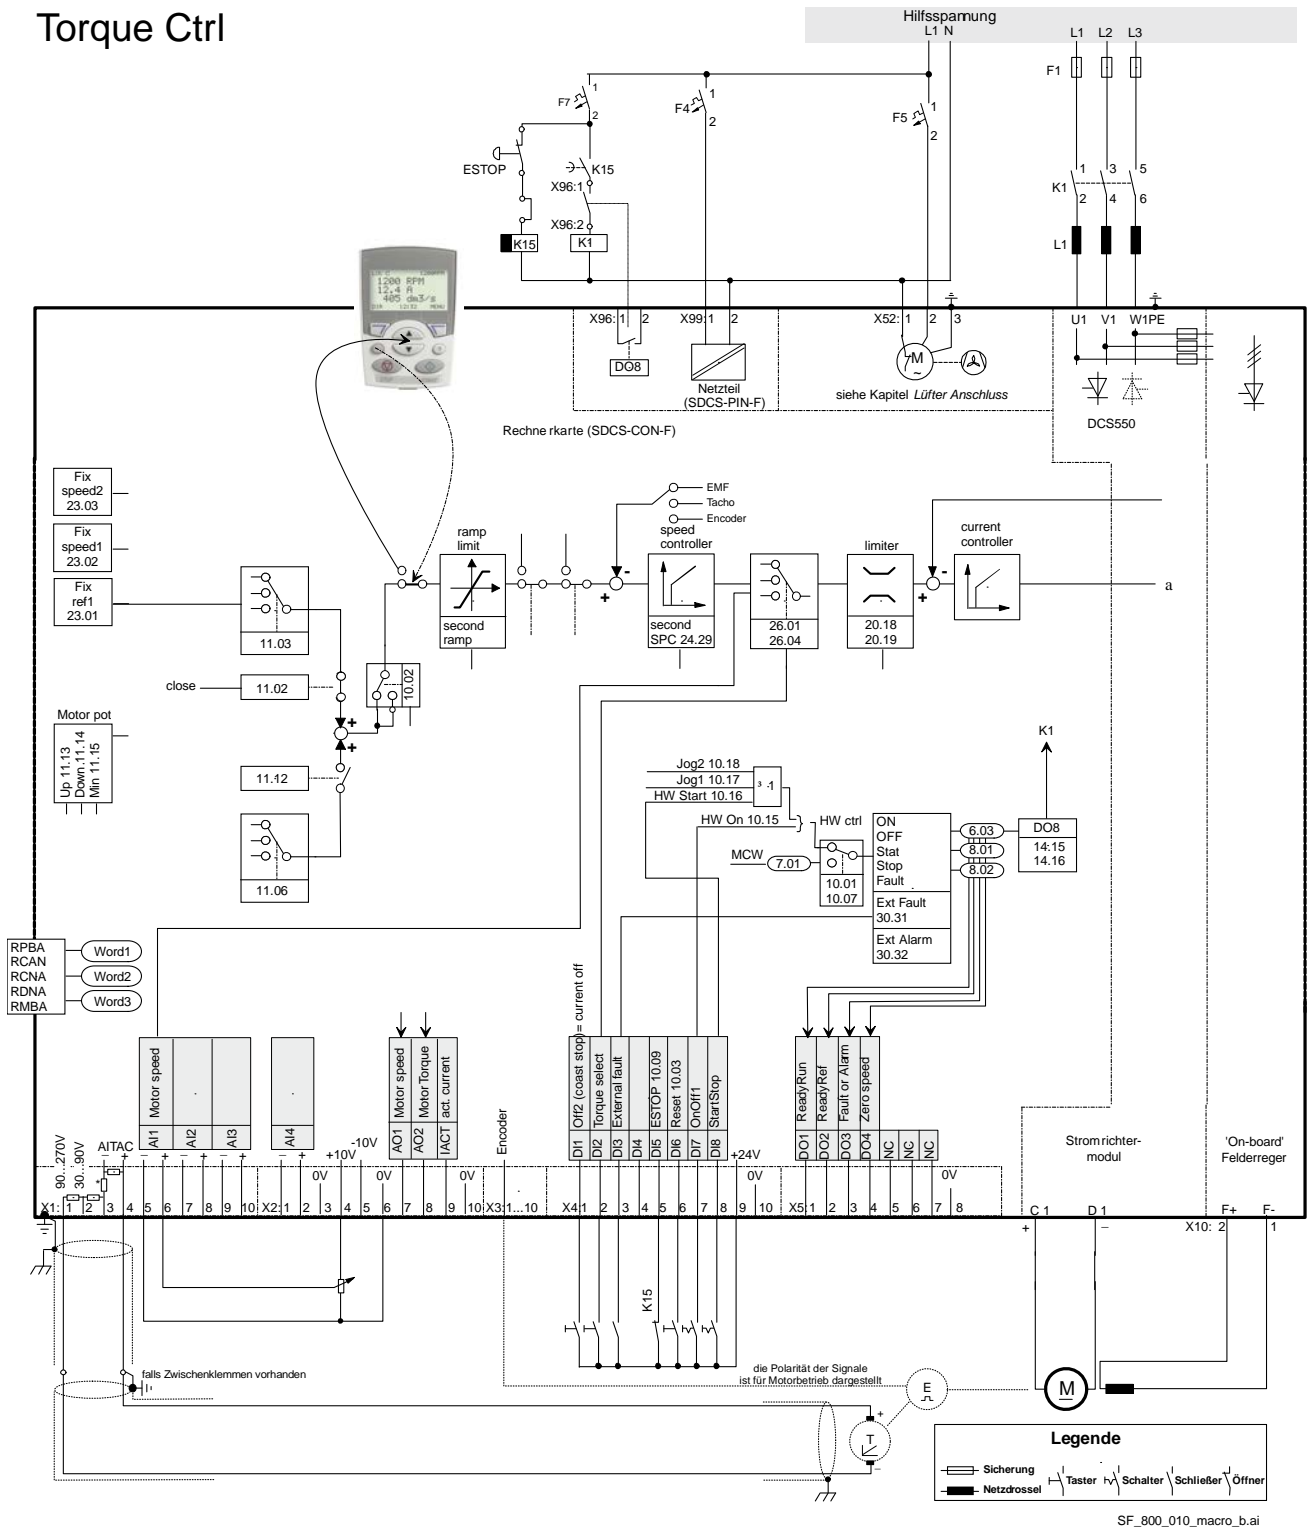 Torque Ctrl
Hilfsspannung
L1 N
L1 L2 L3
F1
F7
1
2
F4
1
2
F5
1
2
ESTOP
K15
X96:1
X96:2
K15
K1
K1
1 3 5
2 4 6
L1
1200 RPM
12.4 A
405 dm3/s
X96: 1 2
X99:1 2
X52: 1 2 3
U1 V1 W1PE
DO8
Netzteil
(SDCS-PIN-F)
M
~
siehe Kapitel Lüfter Anschluss
DCS550
Rechne rkarte (SDCS-CON-F)
Fix
speed2
23.03
Fix
speed1
23.02
Fix
ref1
23.01
EMF
Tacho
Encoder
ramp
limit
speed
controller
limiter
current
controller
second
ramp
second
SPC 24.29
26.01
26.04
20.18
20.19
a
11.03
close
11.02
10.02
Motor pot
Up 11.13
Down.11.14
Min 11.15
11.12
11.06
K1
Jog2 10.18
Jog1 10.17
HW Start 10.16
³ .1
HW On 10.15
HW ctrl
MCW
7.01
10.01
10.07
ON
OFF
Stat
Stop
Fault
Ext Fault
30.31
Ext Alarm
30.32
6.03
8.01
8.02
DO8
14:15
14.16
RPBA
RCAN
RCNA
RDNA
RMBA
Word1
Word2
Word3
90...270V
30...90V
AITAC
AI1 Motor speed
AI2
AI3
AI4
+10V
-10V
AO1 Motor speed
AO2 Motor Torque
IACT act. current
Encoder
DI1 Off2 (coast stop)= current off
DI2 Torque select
DI3 External fault
DI4
DI5 ESTOP 10.09
DI6 Reset 10.03
DI7 OnOff1
DI8 StartStop
+24V
DO1 ReadyRun
DO2 ReadyRef
DO3 Fault or Alarm
DO4 Zero speed
NC
NC
NC
0V 0V 0V 0V 0V
Stromrichter-
modul
'On-board'
Felderreger
X1: 1 2 3 4 5 6 7 8 9 10 X2:1 2 3 4 5 6 7 8 9 10 X3:1...10 X4:1 2 3 4 5 6 7 8 9 10 X5:1 2 3 4 5 6 7 8
C 1 D 1 F+ F-
+ – X10: 2 1
K15
falls Zwischenklemmen vorhanden
die Polarität der Signale
ist für Motorbetrieb dargestellt
E
M
T
+
–
Legende
Sicherung
Netzdrossel
Taster Schalter Schließer Öffner
SF_800_010_macro_b.ai